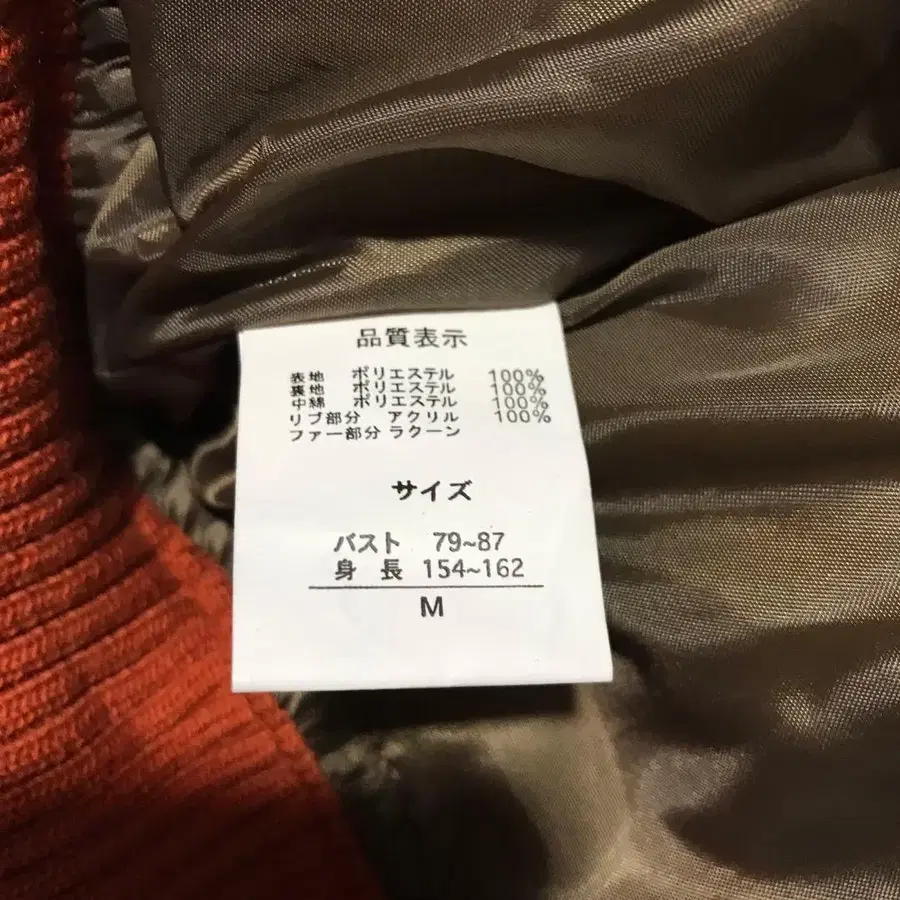 品質表示
表地 ポリエステル 100%
裏地 ポリエステル 100%
中綿 ポリエステル 100%
リブ部分 アクリル 100%
ファー部分 ラクーン
サイズ
バスト 79~87
身 長 154~162
M